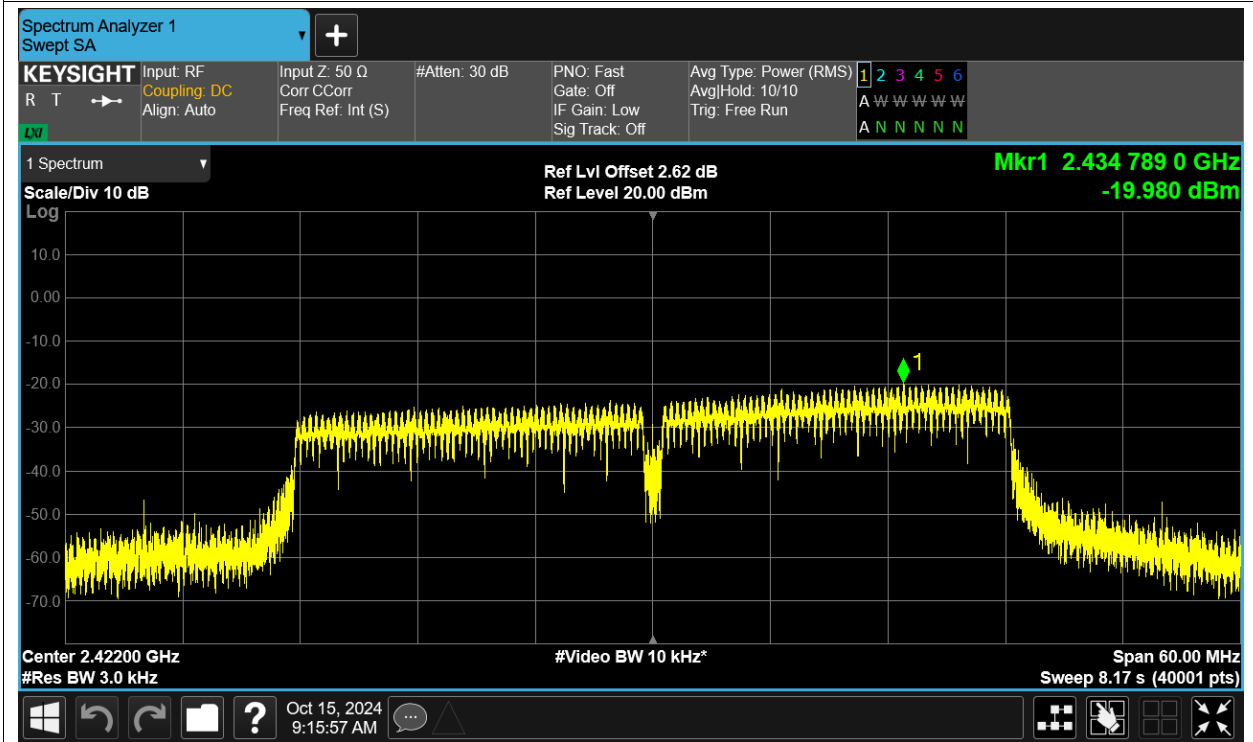 Spectrum Analyzer 1
Swept SA
KEYSIGHT
R T
LXI
Input: RF
Coupling: DC
Align: Auto
Input Z: 50 Ω
Corr CCorr
Freq Ref: Int (S)
#Atten: 30 dB
PNO: Fast
Gate: Off
IF Gain: Low
Sig Track: Off
Avg Type: Power (RMS)
Avg|Hold: 10/10
Trig: Free Run
1 2 3 4 5 6
A W W W W W
A N N N N N
1 Spectrum
Scale/Div 10 dB
Log
Ref Lvl Offset 2.62 dB
Ref Level 20.00 dBm
Mkr1 2.434 789 0 GHz
-19.980 dBm
10.0
0.00
-10.0
-20.0
-30.0
-40.0
-50.0
-60.0
-70.0
1
Center 2.42200 GHz
#Res BW 3.0 kHz
#Video BW 10 kHz*
Span 60.00 MHz
Sweep 8.17 s (40001 pts)
?
Oct 15, 2024
9:15:57 AM